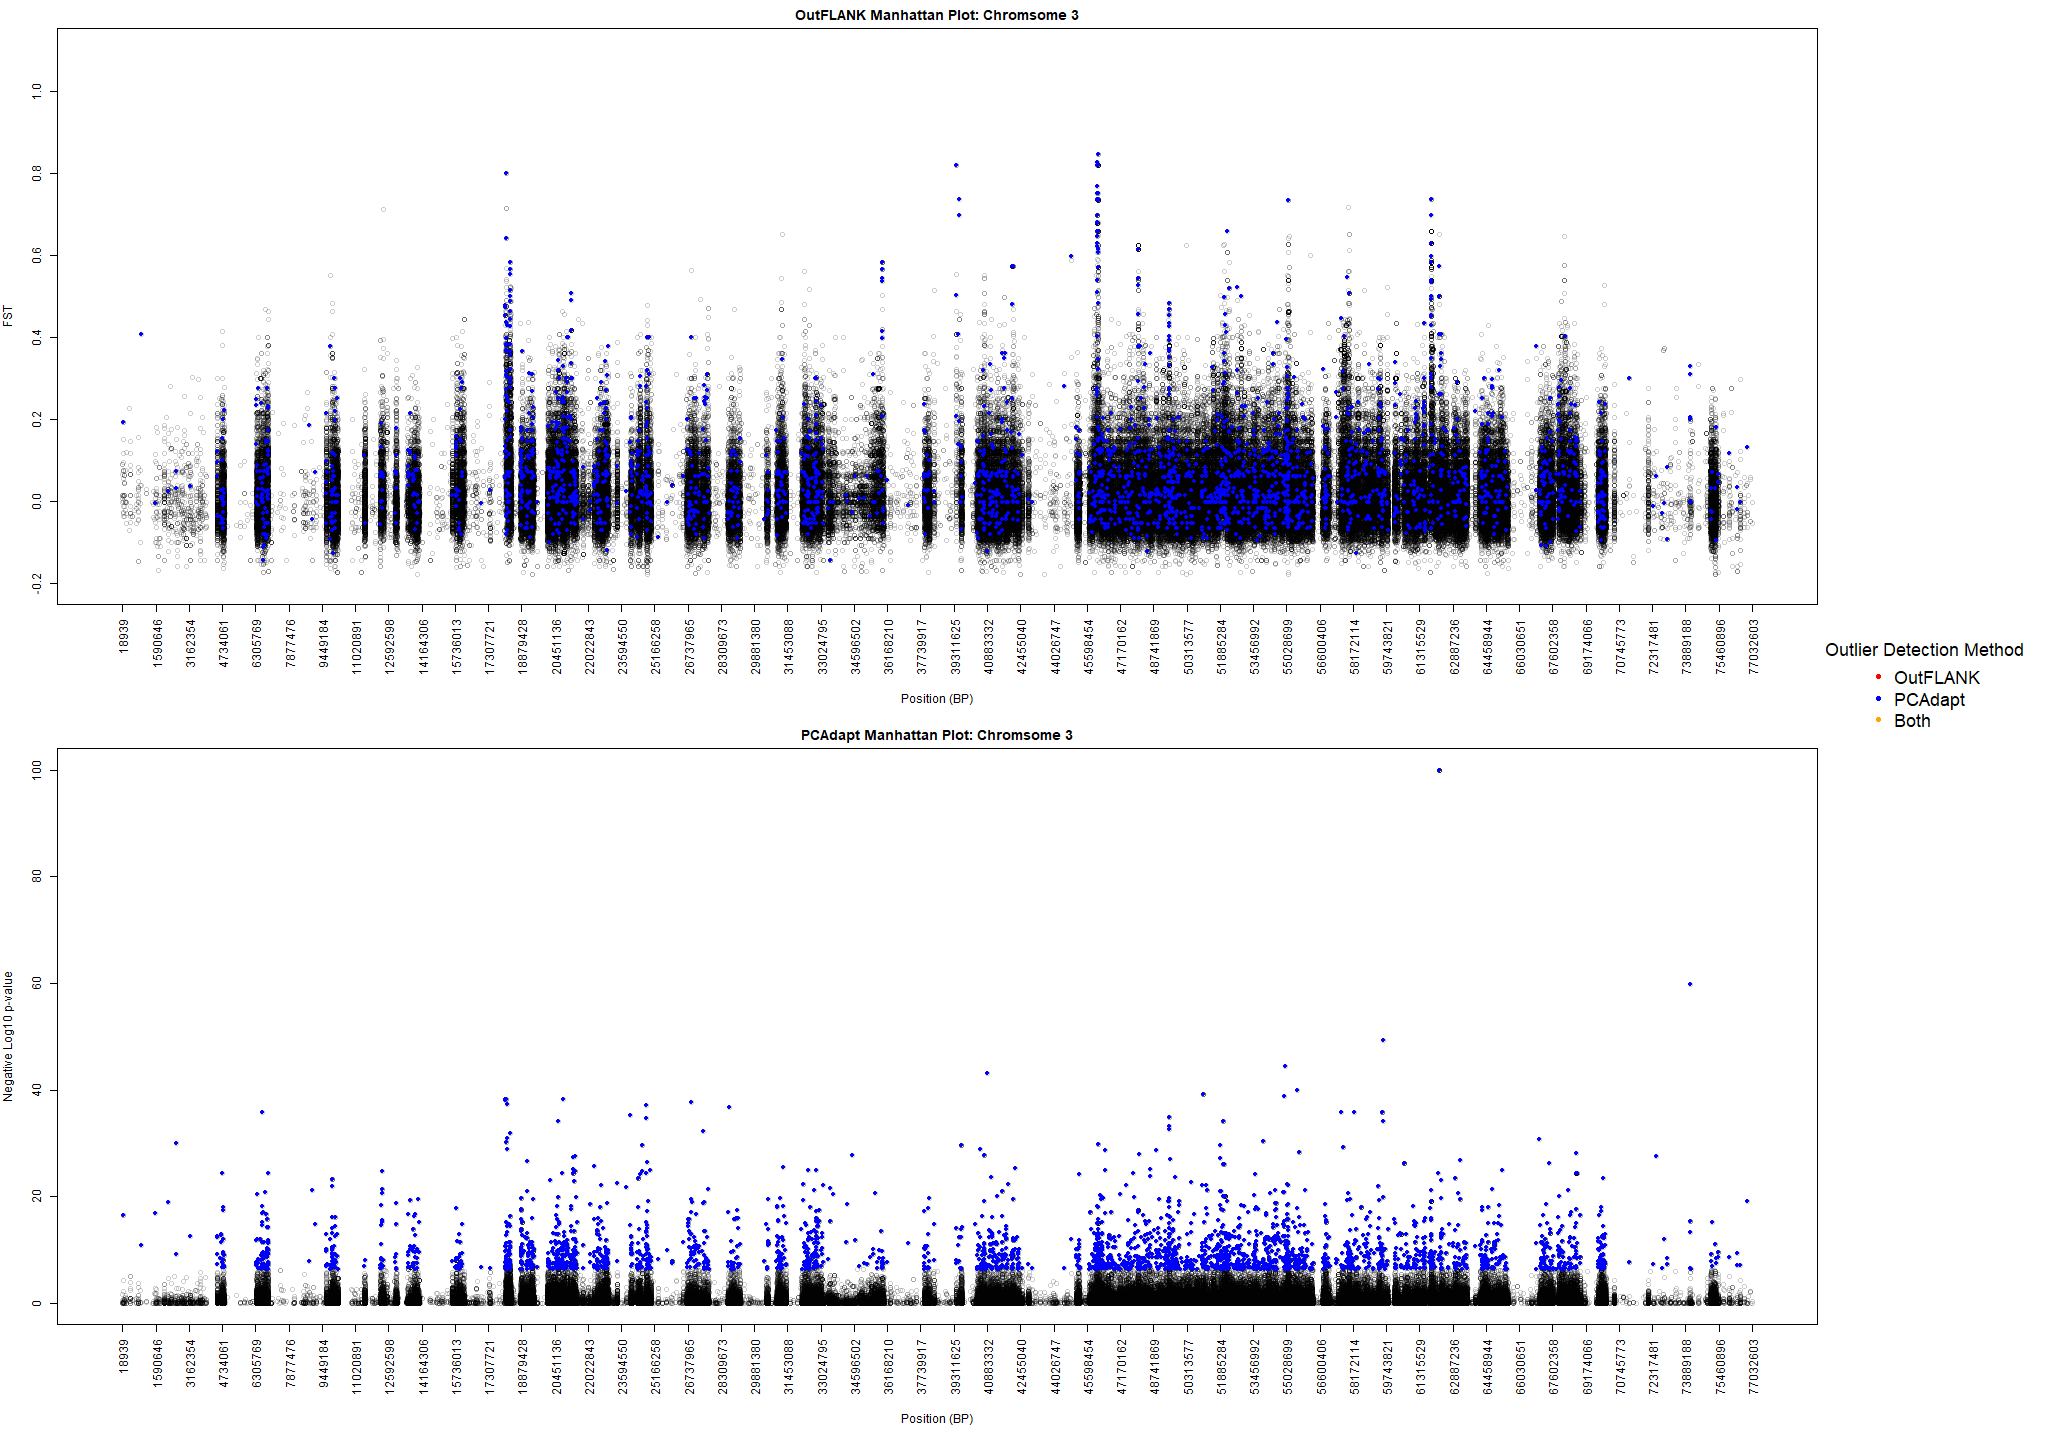 OutFLANK Manhattan Plot: Chromsome 3
1.0
0.8
0.6
0.4
0.2
0.0
-0.2
FST
18939 1590646 3162354 4734061 6305769 7877476 9449184 11020891 12592598 14164306 15736013 17307721 18879428 20451136 22022843 23594550 25166258 26737965 28309673 29881380 31453088 33024795 34596502 36168210 37739917 39311625 40883332 42455040 44026747 45598454 47170162 48741869 50313577 51885284 53456992 55028699 56600406 58172114 59743821 61315529 62887236 64458944 66030651 67602358 69174066 70745773 72317481 73889188 75460896 77032603
Position (BP)
Outlier Detection Method
OutFLANK
PCAdapt
Both
PCAdapt Manhattan Plot: Chromsome 3
100
80
60
40
20
0
Negative Log10 p-value
18939 1590646 3162354 4734061 6305769 7877476 9449184 11020891 12592598 14164306 15736013 17307721 18879428 20451136 22022843 23594550 25166258 26737965 28309673 29881380 31453088 33024795 34596502 36168210 37739917 39311625 40883332 42455040 44026747 45598454 47170162 48741869 50313577 51885284 53456992 55028699 56600406 58172114 59743821 61315529 62887236 64458944 66030651 67602358 69174066 70745773 72317481 73889188 75460896 77032603
Position (BP)